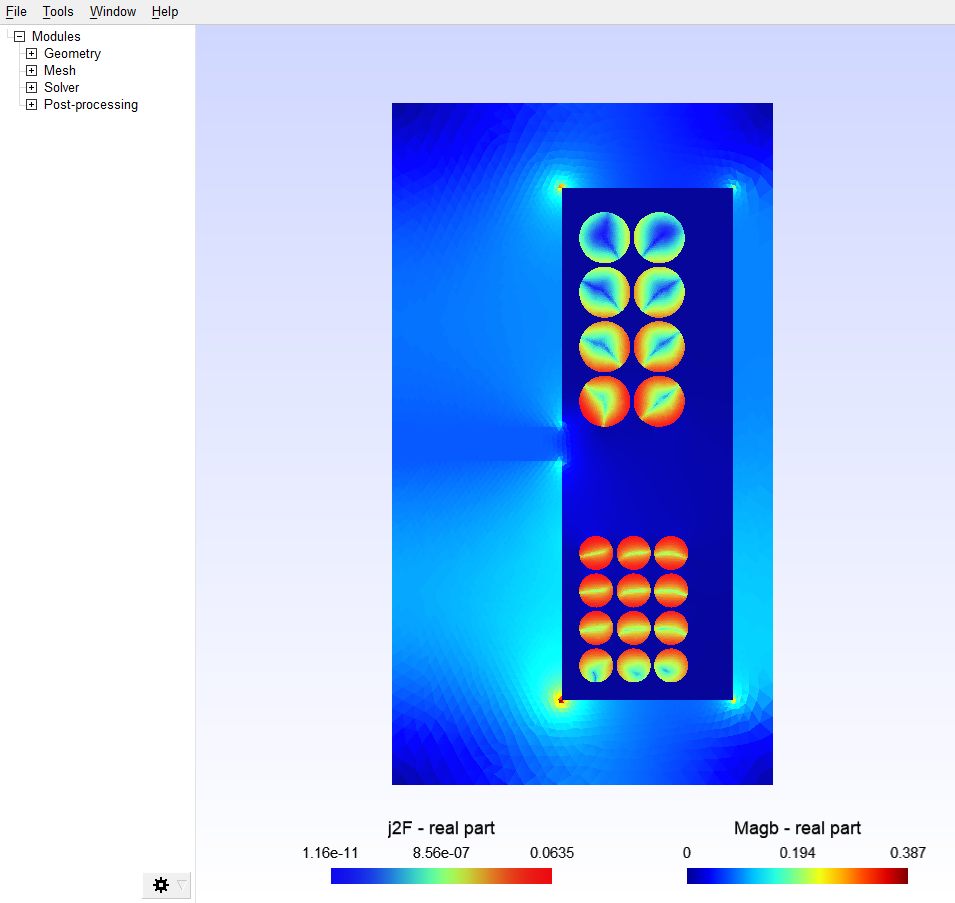 File Tools Window Help
Modules
Geometry
Mesh
Solver
Post-processing
j2F - real part
1.16e-11 8.56e-07 0.0635
Magb - real part
0 0.194 0.387